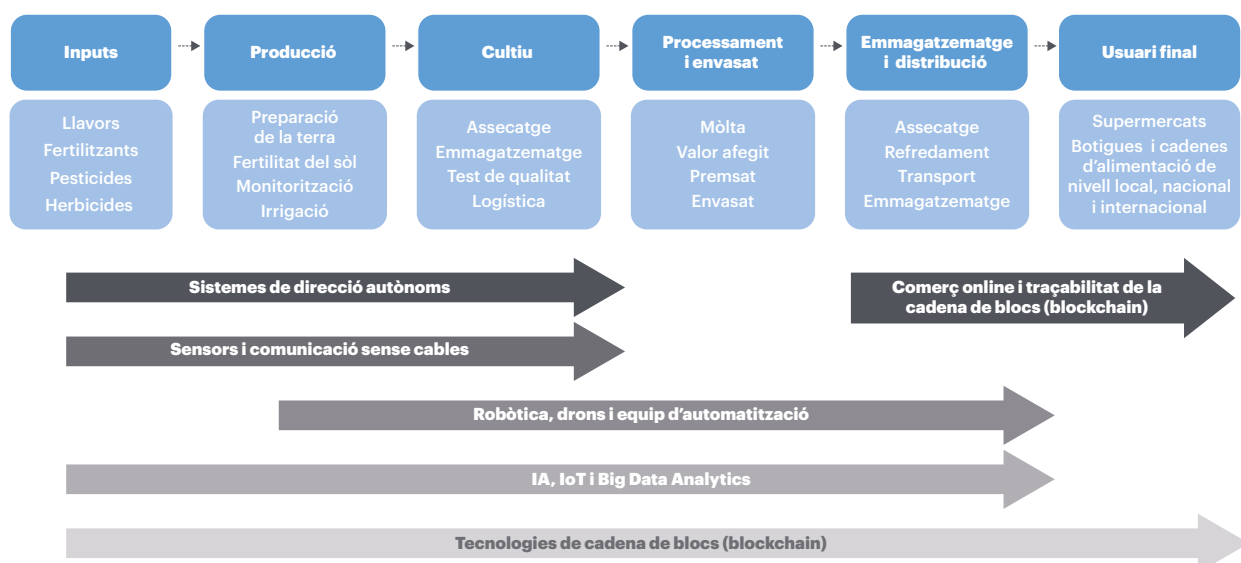 Inputs
Producció
Cultiu
Processament
i envasat
Emmagatzematge
i distribució
Usuari final
Llavors
Fertilitzants
Pesticides
Herbicides
Preparació
de la terra
Fertilitat del sòl
Monitorització
Irrigació
Assecatge
Emmagatzematge
Test de qualitat
Logística
Mòlta
Valor afegit
Premsat
Envasat
Assecatge
Refredament
Transport
Emmagatzematge
Supermercats
Botigues i cadenes
d'alimentació de
nivell local, nacional
i internacional
Sistemes de direcció autònoms
Comerç online i traçabilitat de la
cadena de blocs (blockchain)
Sensors i comunicació sense cables
Robòtica, drons i equip d'automatització
IA, IoT i Big Data Analytics
Tecnologies de cadena de blocs (blockchain)